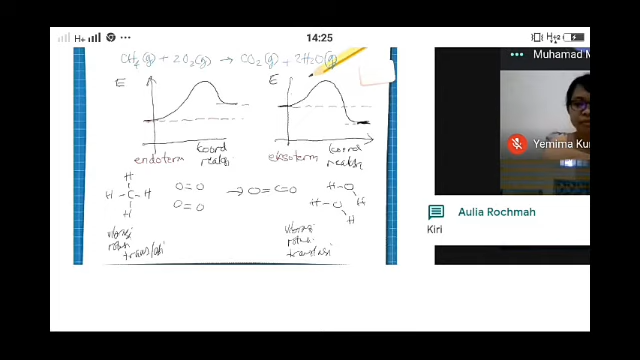 H+ 14:25
CH4(g) + 2O2(g) → CO2(g) + 2H2O(g)
E E
endoterm koord reaksi
eksoterm koord reaksi
H
H-C-H O=O → O=C=O H-O
H O=O H
H-O
H
vibrasi vibrasi
rotasi rotasi
translasi translasi
Muhamad M
Yemima Kur
Aulia Rochmah
Kiri